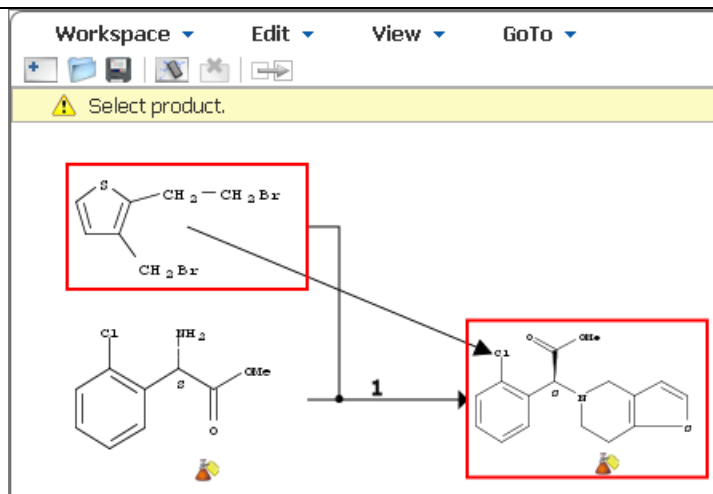 Workspace Edit View GoTo
Select product.
S
CH2-CH2Br
CH2Br
Cl NH2
S
OMe
O
1
O OMe
Cl
S N
S